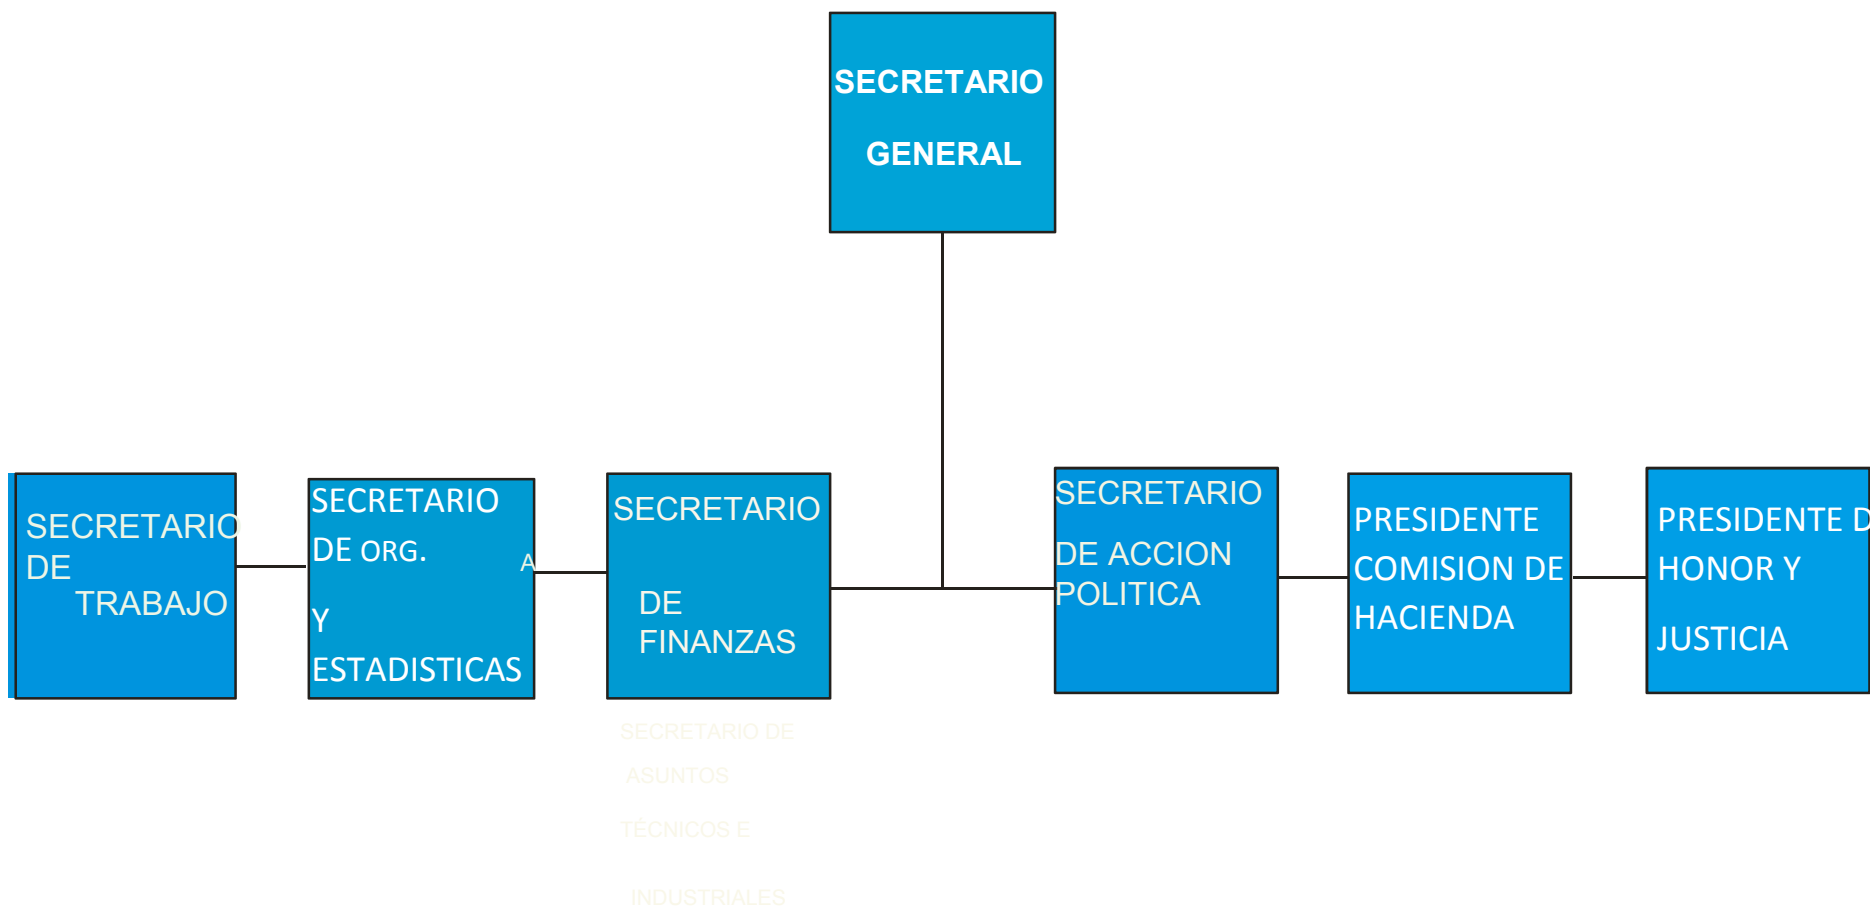 SECRETARIO
GENERAL
SECRETARIO
DE
TRABAJO
SECRETARIO
DE ORG.
A
Y
ESTADISTICAS
SECRETARIO
DE
FINANZAS
SECRETARIO
DE ACCION
POLITICA
PRESIDENTE
COMISION DE
HACIENDA
PRESIDENTE D
HONOR Y
JUSTICIA
SECRETARIO DE
ASUNTOS
TÉCNICOS E
INDUSTRIALES